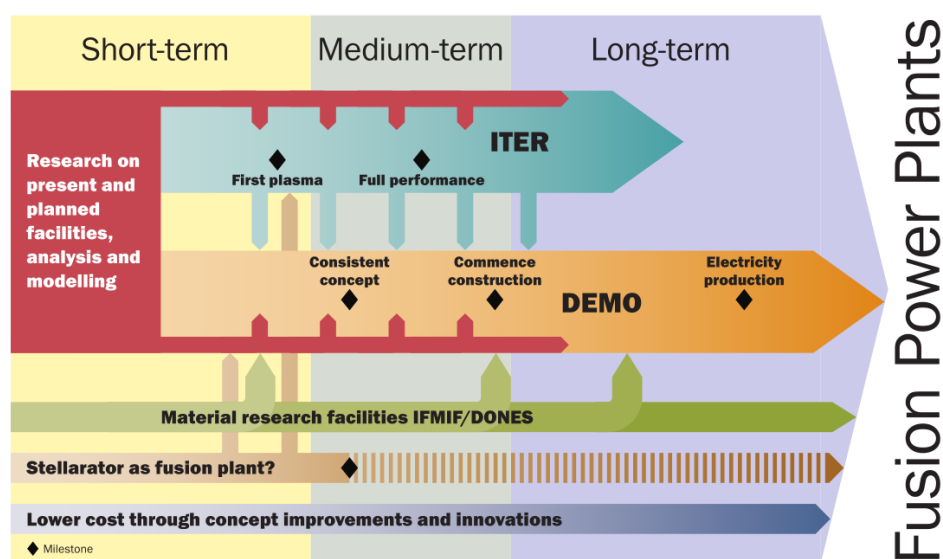 Short-term
Medium-term
Long-term
Research on
present and
planned
facilities,
analysis and
modelling
ITER
First plasma
Full performance
Consistent
concept
Commence
construction
Electricity
production
DEMO
Material research facilities IFMIF/DONES
Stellarator as fusion plant?
Lower cost through concept improvements and innovations
Milestone
Fusion Power Plants